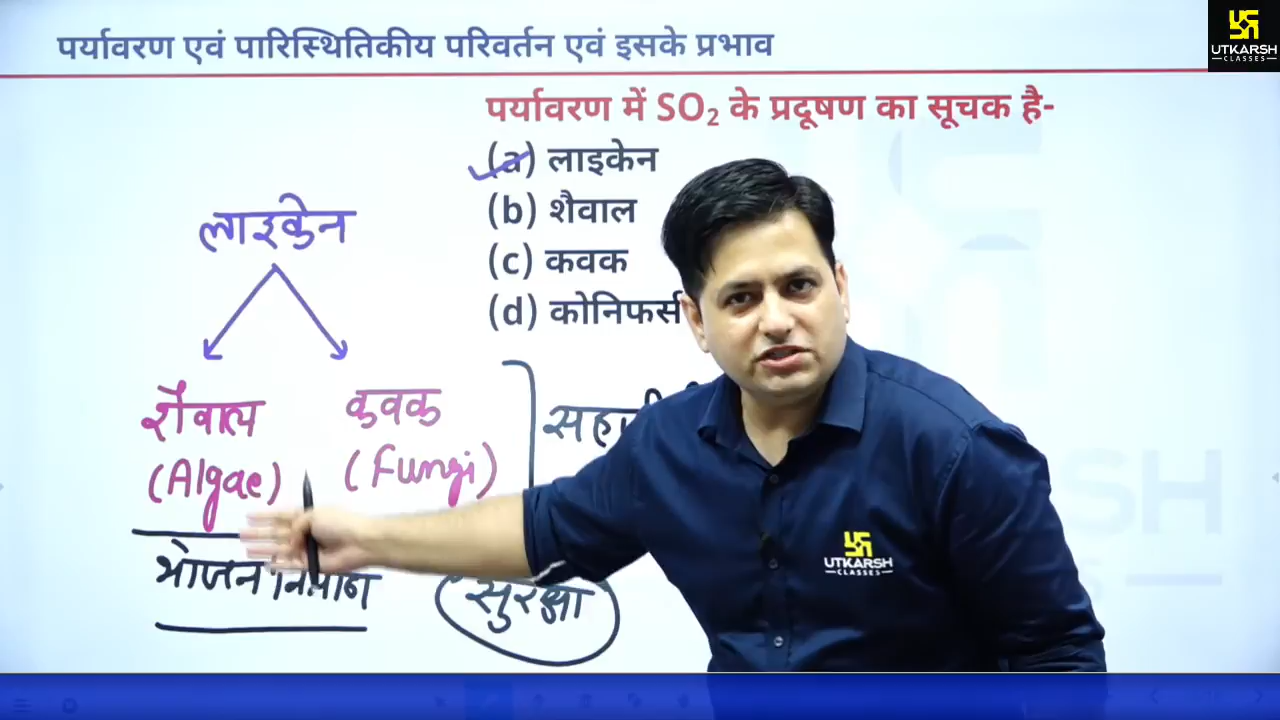 पर्यावरण एवं पारिस्थितिकीय परिवर्तन एवं इसके प्रभाव
UTKARSH
CLASSES
पर्यावरण में SO₂ के प्रदूषण का सूचक है-
(a) लाइकेन
(b) शैवाल
(c) कवक
(d) कोनिफर्स
लाइकेन
शैवाल
(Algae)
कवक
(Fungi)
भोजन निर्माण
सुरक्षा
UTKARSH
CLASSES